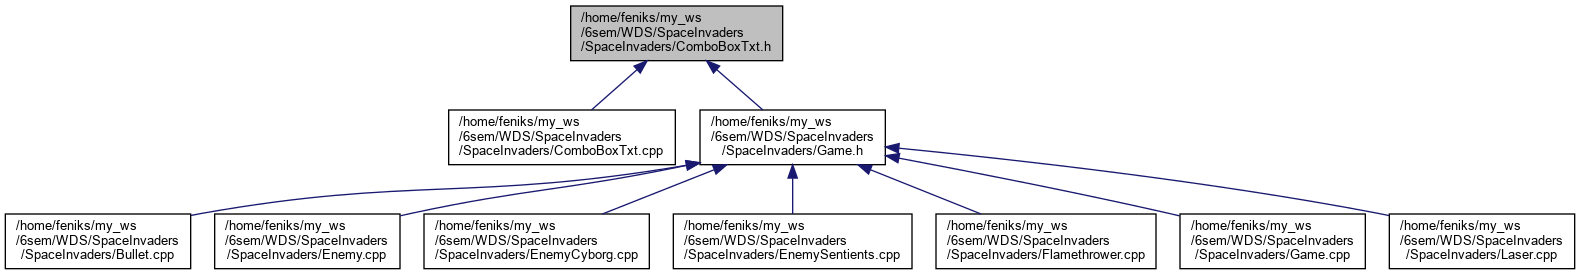 /home/feniks/my_ws
/6sem/WDS/SpaceInvaders
/SpaceInvaders/ComboBoxTxt.h
/home/feniks/my_ws
/6sem/WDS/SpaceInvaders
/SpaceInvaders/ComboBoxTxt.cpp
/home/feniks/my_ws
/6sem/WDS/SpaceInvaders
/SpaceInvaders/Game.h
/home/feniks/my_ws
/6sem/WDS/SpaceInvaders
/SpaceInvaders/Bullet.cpp
/home/feniks/my_ws
/6sem/WDS/SpaceInvaders
/SpaceInvaders/Enemy.cpp
/home/feniks/my_ws
/6sem/WDS/SpaceInvaders
/SpaceInvaders/EnemyCyborg.cpp
/home/feniks/my_ws
/6sem/WDS/SpaceInvaders
/SpaceInvaders/EnemySentients.cpp
/home/feniks/my_ws
/6sem/WDS/SpaceInvaders
/SpaceInvaders/Flamethrower.cpp
/home/feniks/my_ws
/6sem/WDS/SpaceInvaders
/SpaceInvaders/Game.cpp
/home/feniks/my_ws
/6sem/WDS/SpaceInvaders
/SpaceInvaders/Laser.cpp